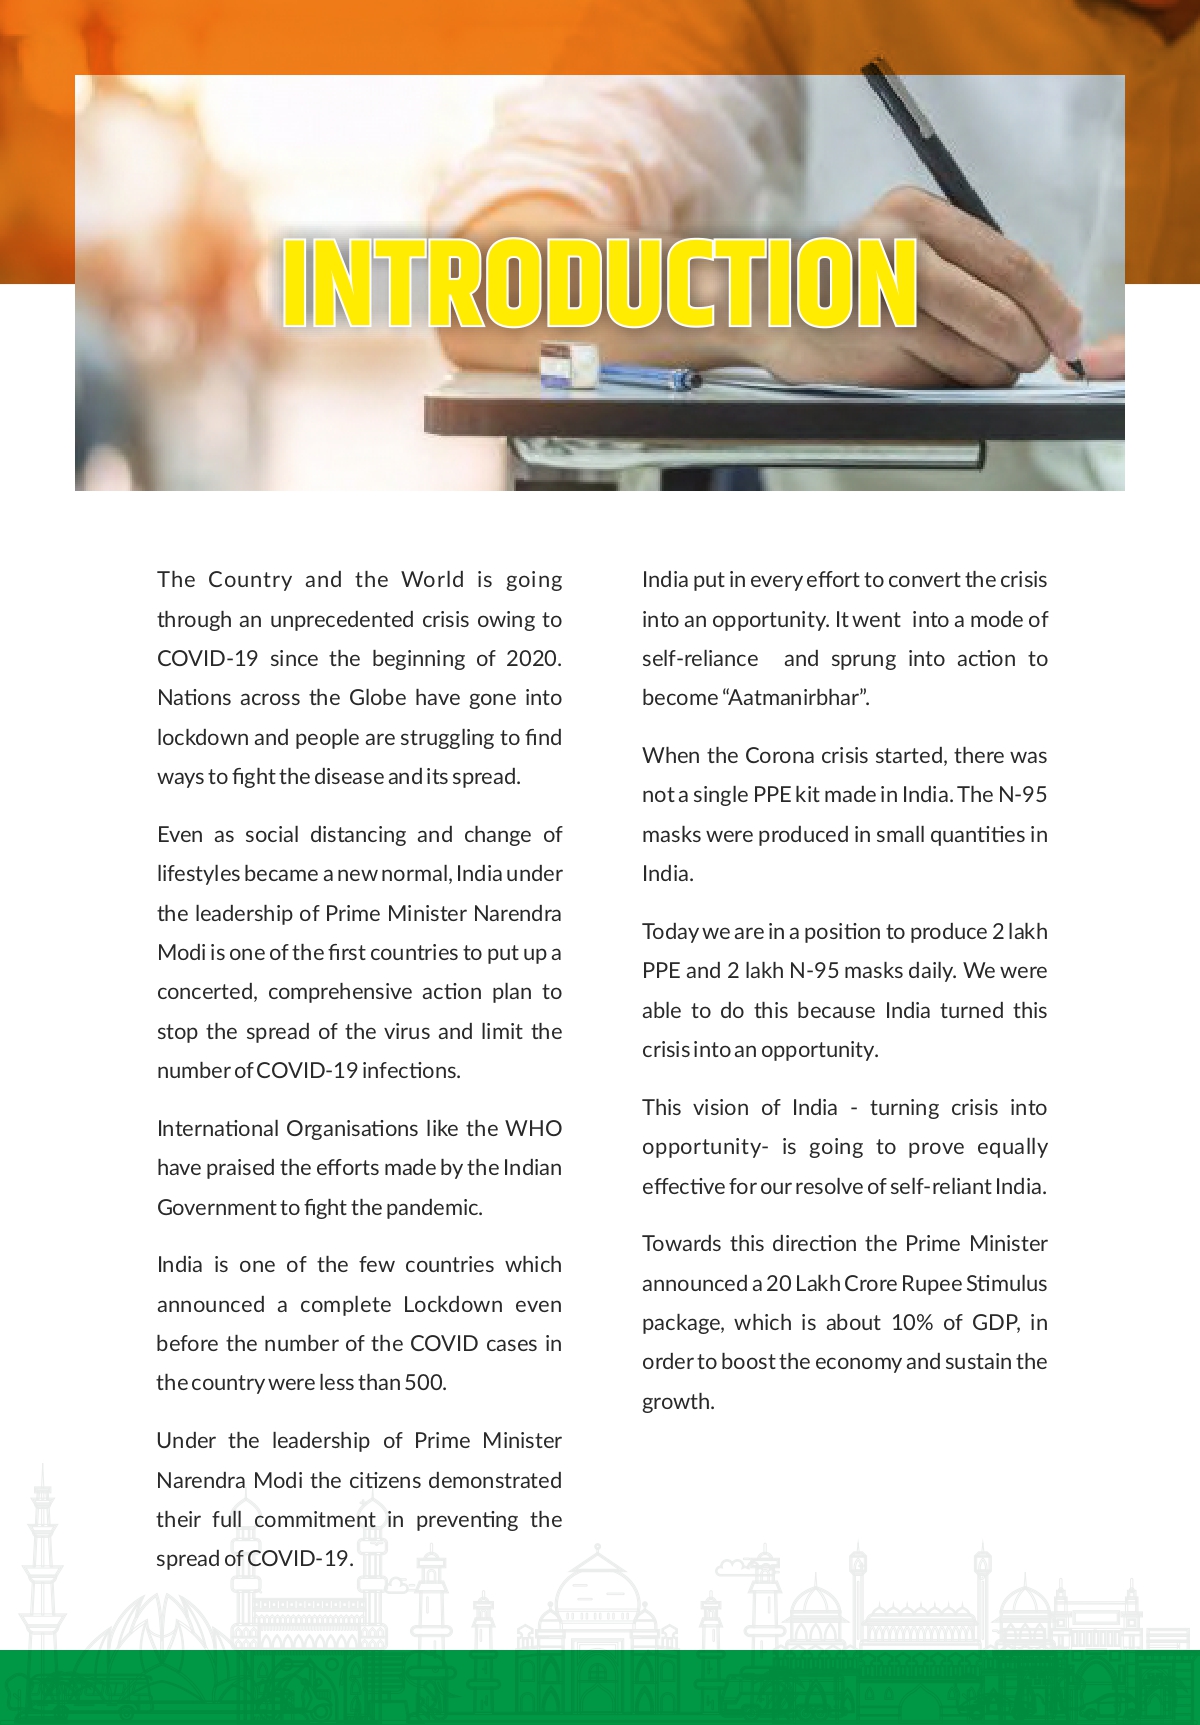 INTRODUCTION
The Country and the World is going
through an unprecedented crisis owing to
COVID-19 since the beginning of 2020.
Nations across the Globe have gone into
lockdown and people are struggling to find
ways to fight the disease and its spread.
Even as social distancing and change of
lifestyles became a new normal, India under
the leadership of Prime Minister Narendra
Modi is one of the first countries to put up a
concerted, comprehensive action plan to
stop the spread of the virus and limit the
number of COVID-19 infections.
International Organisations like the WHO
have praised the efforts made by the Indian
Government to fight the pandemic.
India is one of the few countries which
announced a complete Lockdown even
before the number of the COVID cases in
the country were less than 500.
Under the leadership of Prime Minister
Narendra Modi the citizens demonstrated
their full commitment in preventing the
spread of COVID-19.
India put in every effort to convert the crisis
into an opportunity. It went into a mode of
self-reliance and sprung into action to
become “Aatmanirbhar”.
When the Corona crisis started, there was
not a single PPE kit made in India. The N-95
masks were produced in small quantities in
India.
Today we are in a position to produce 2 lakh
PPE and 2 lakh N-95 masks daily. We were
able to do this because India turned this
crisis into an opportunity.
This vision of India - turning crisis into
opportunity- is going to prove equally
effective for our resolve of self-reliant India.
Towards this direction the Prime Minister
announced a 20 Lakh Crore Rupee Stimulus
package, which is about 10% of GDP, in
order to boost the economy and sustain the
growth.